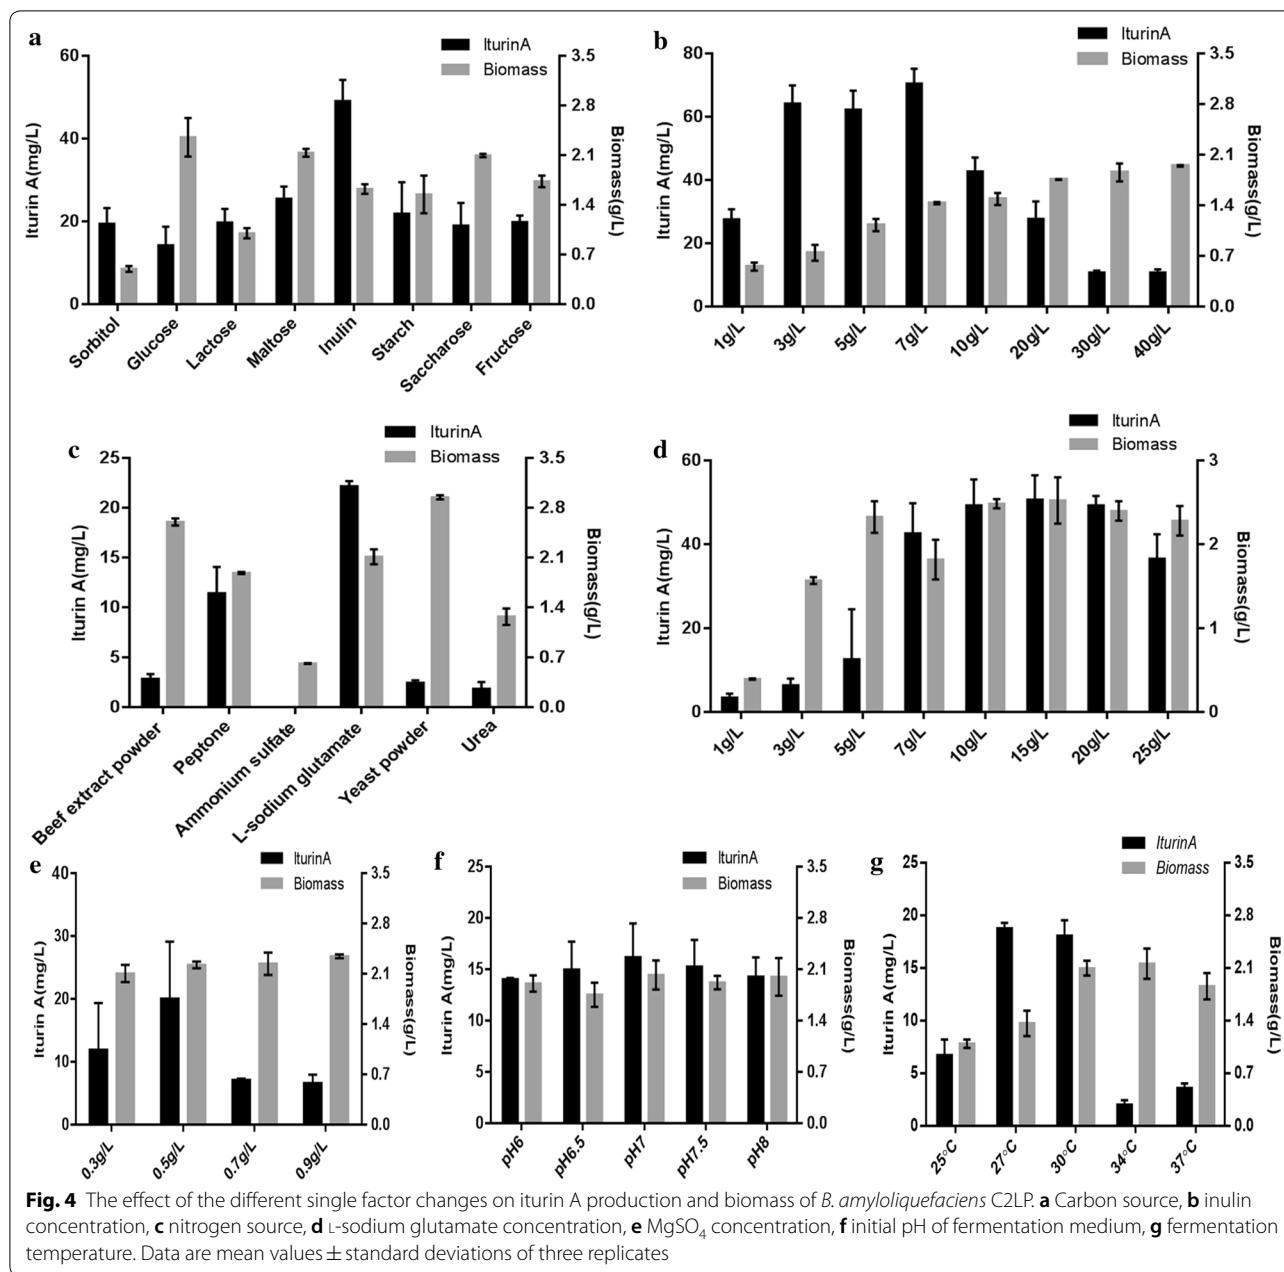 a
IturinA
Biomass
60
40
20
0
3.5
2.8
2.1
1.4
0.7
0.0
Iturin A(mg/L)
Biomass(g/L)
Sorbitol
Glucose
Lactose
Maltose
Inulin
Starch
Saccharose
Fructose
b
IturinA
Biomass
80
60
40
20
0
3.5
2.8
2.1
1.4
0.7
0.0
Iturin A(mg/L)
Biomass(g/L)
1g/L
3g/L
5g/L
7g/L
10g/L
20g/L
30g/L
40g/L
c
IturinA
Biomass
25
20
15
10
5
0
3.5
2.8
2.1
1.4
0.7
0.0
Iturin A(mg/L)
Biomass(g/L)
Beef extract powder
Peptone
Ammonium sulfate
L-sodium glutamate
Yeast powder
Urea
d
IturinA
Biomass
60
40
20
0
3
2
1
0
Iturin A(mg/L)
Biomass(g/L)
1g/L
3g/L
5g/L
7g/L
10g/L
15g/L
20g/L
25g/L
e
IturinA
Biomass
40
30
20
10
0
3.5
2.8
2.1
1.4
0.7
0.0
Iturin A(mg/L)
Biomass(g/L)
0.3g/L
0.5g/L
0.7g/L
0.9g/L
f
IturinA
Biomass
25
20
15
10
5
0
3.5
2.8
2.1
1.4
0.7
0.0
Iturin A(mg/L)
Biomass(g/L)
pH6
pH6.5
pH7
pH7.5
pH8
g
IturinA
Biomass
25
20
15
10
5
0
3.5
2.8
2.1
1.4
0.7
0.0
Iturin A(mg/L)
Biomass(g/L)
25°C
27°C
30°C
34°C
37°C
Fig. 4 The effect of the different single factor changes on iturin A production and biomass of B. amyloliquefaciens C2LP. a Carbon source, b inulin
concentration, c nitrogen source, d L-sodium glutamate concentration, e MgSO4 concentration, f initial pH of fermentation medium, g fermentation
temperature. Data are mean values ± standard deviations of three replicates